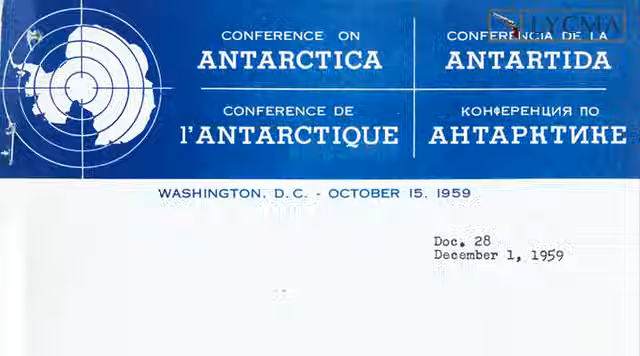 LYCMA
CONFERENCE ON
ANTARCTICA
CONFERENCIA DE LA
ANTARTIDA
CONFERENCE DE
l'ANTARCTIQUE
КОНФЕРЕНЦИЯ ПО
АНТАРКТИКЕ
WASHINGTON, D.C. - OCTOBER 15, 1959
Doc. 28
December 1, 1959